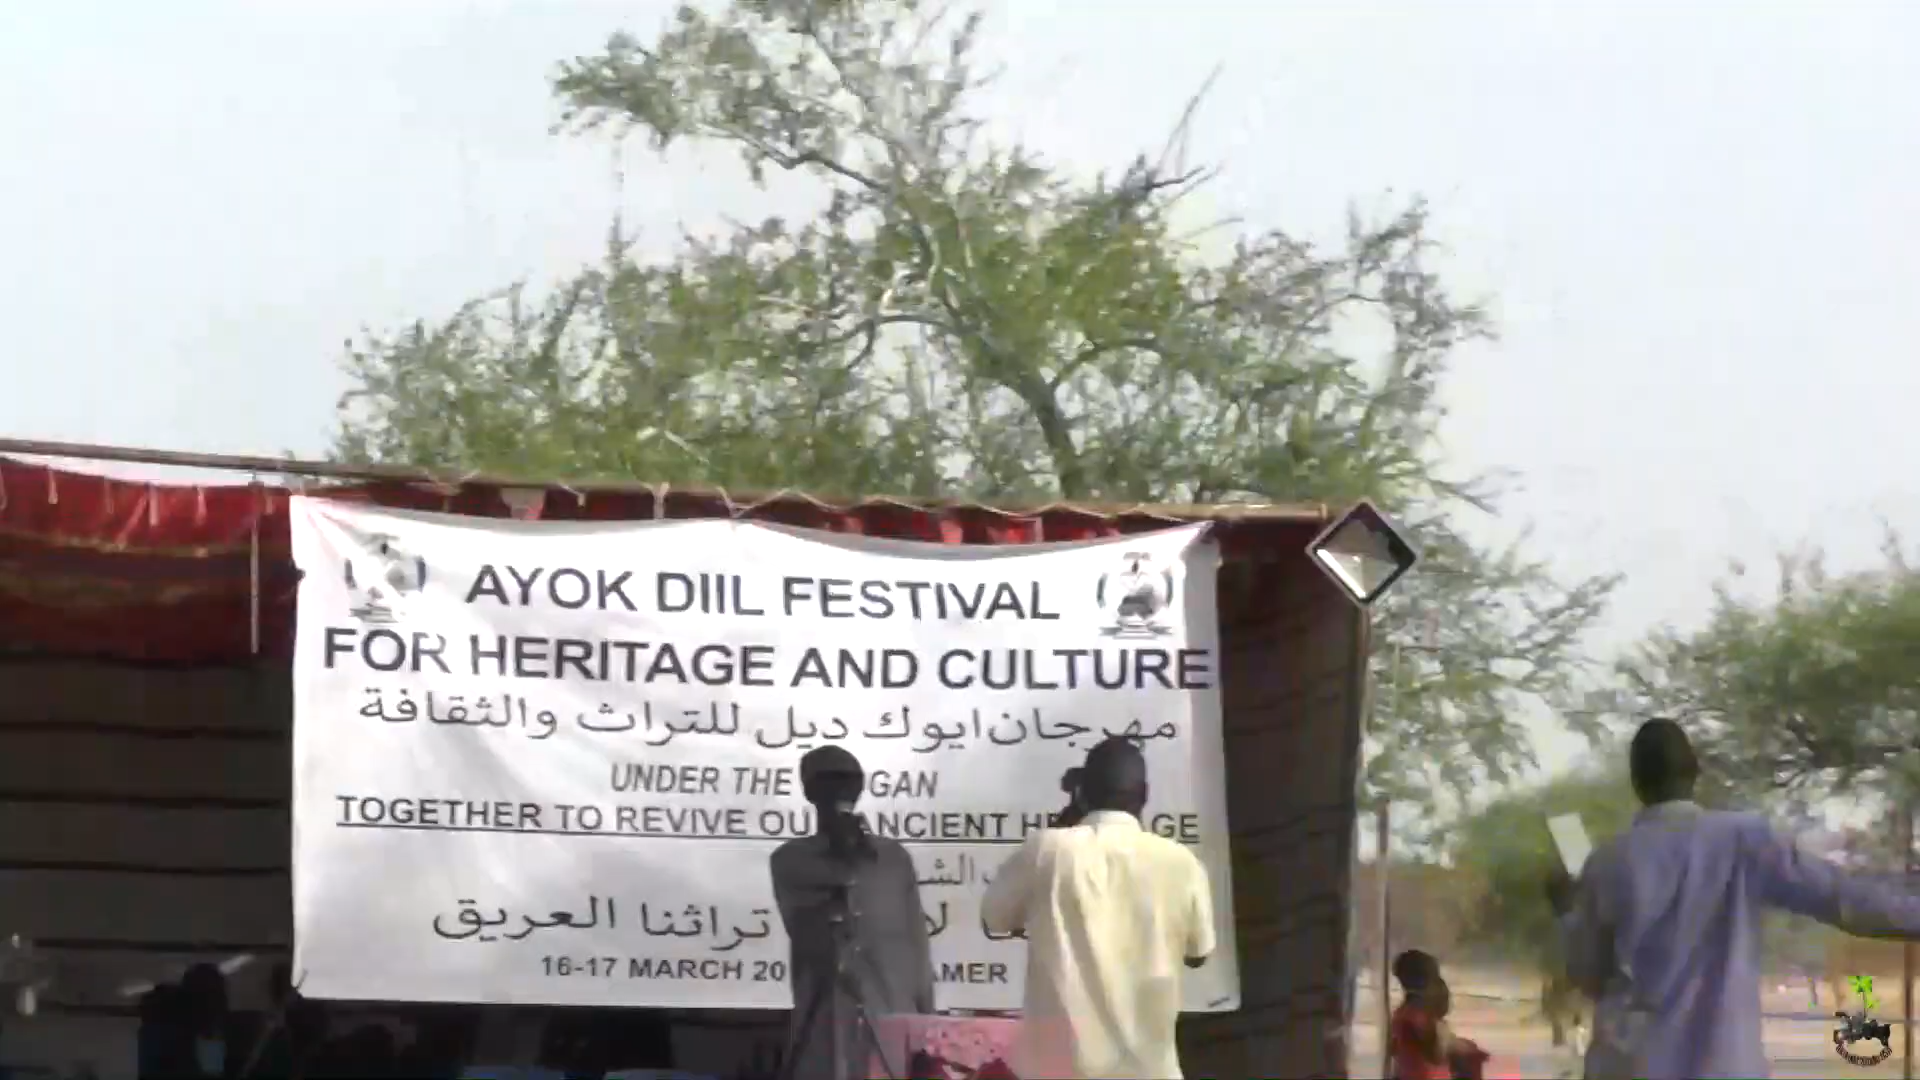 AYOK DIIL FESTIVAL
FOR HERITAGE AND CULTURE
مهرجان ايوك ديل للتراث والثقافة
UNDER THE
TOGETHER TO REVIVE ANCIENT
تراثنا العريق
16-17 MARCH